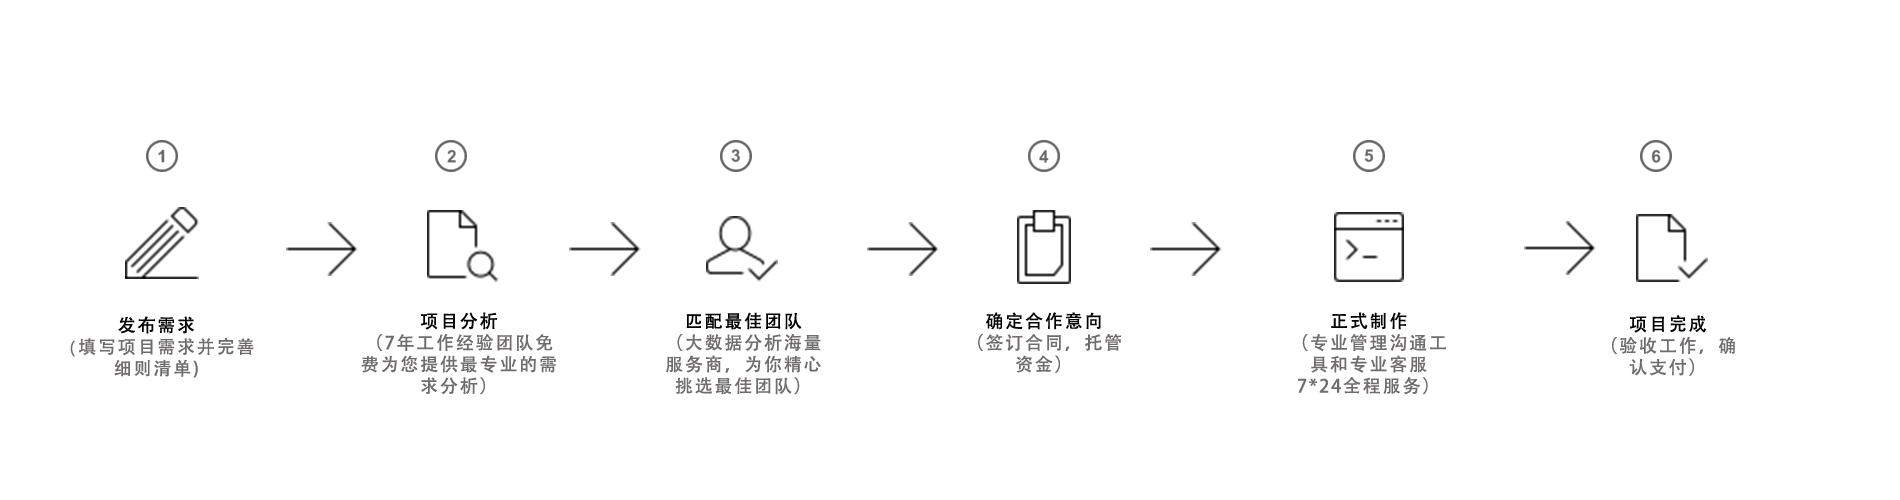 1
2
3
4
5
6
发布需求
(填写项目需求并完善
细则清单)
项目分析
（7年工作经验团队免
费为您提供最专业的需
求分析）
匹配最佳团队
（大数据分析海量
服务商，为你精心
挑选最佳团队）
确定合作意向
（签订合同，托管
资金）
正式制作
（专业管理沟通工
具和专业客服
7*24全程服务）
项目完成
（验收工作，确
认支付）